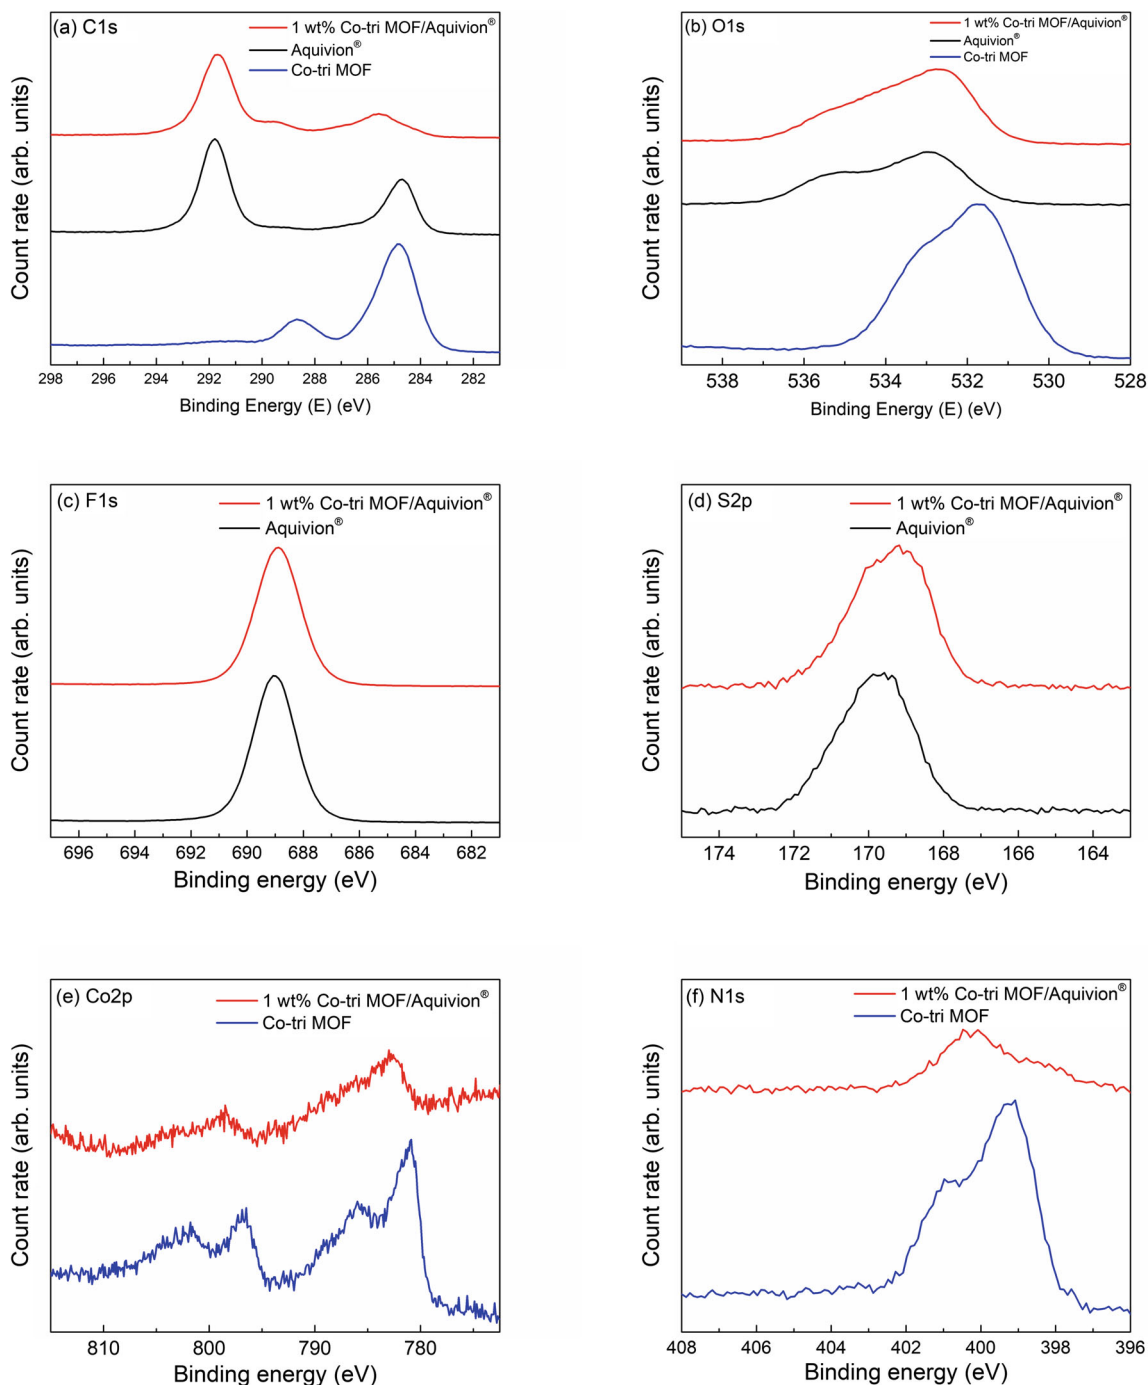 (a) C1s
1 wt% Co-tri MOF/Aquivion®
Aquivion®
Co-tri MOF
Count rate (arb. units)
298 296 294 292 290 288 286 284 282
Binding Energy (E) (eV)
(b) O1s
1 wt% Co-tri MOF/Aquivion®
Aquivion®
Co-tri MOF
Count rate (arb. units)
538 536 534 532 530 528
Binding Energy (E) (eV)
(c) F1s
1 wt% Co-tri MOF/Aquivion®
Aquivion®
Count rate (arb. units)
696 694 692 690 688 686 684 682
Binding energy (eV)
(d) S2p
1 wt% Co-tri MOF/Aquivion®
Aquivion®
Count rate (arb. units)
174 172 170 168 166 164
Binding energy (eV)
(e) Co2p
1 wt% Co-tri MOF/Aquivion®
Co-tri MOF
Count rate (arb. units)
810 800 790 780
Binding energy (eV)
(f) N1s
1 wt% Co-tri MOF/Aquivion®
Co-tri MOF
Count rate (arb. units)
408 406 404 402 400 398 396
Binding energy (eV)